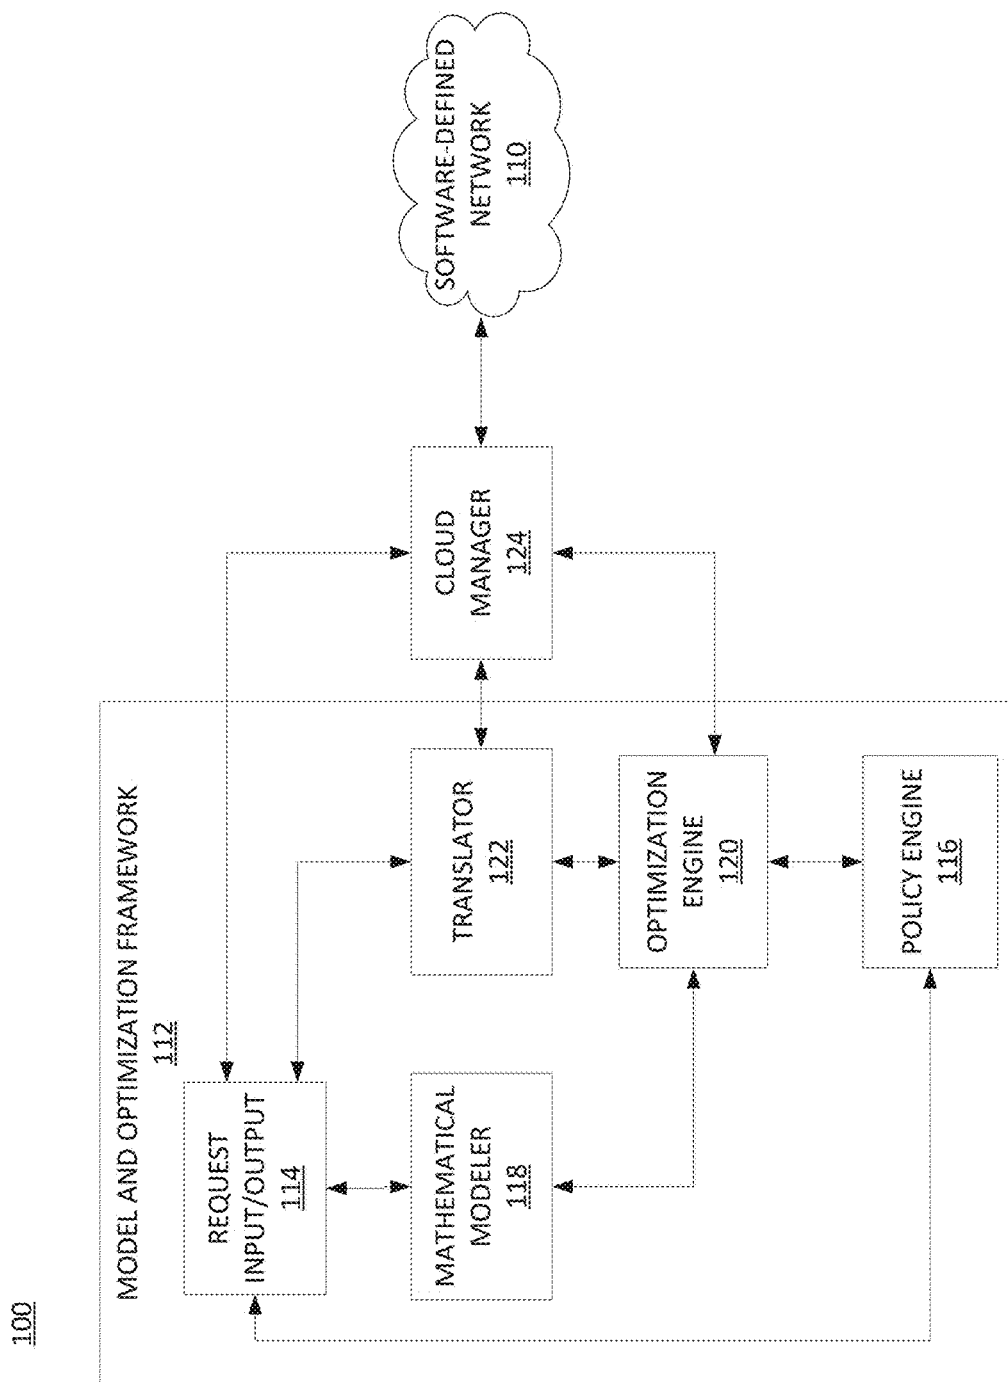 100
MODEL AND OPTIMIZATION FRAMEWORK
112
REQUEST
INPUT/OUTPUT
114
MATHEMATICAL
MODELER
118
TRANSLATOR
122
OPTIMIZATION
ENGINE
120
POLICY ENGINE
116
CLOUD
MANAGER
124
SOFTWARE-DEFINED
NETWORK
110